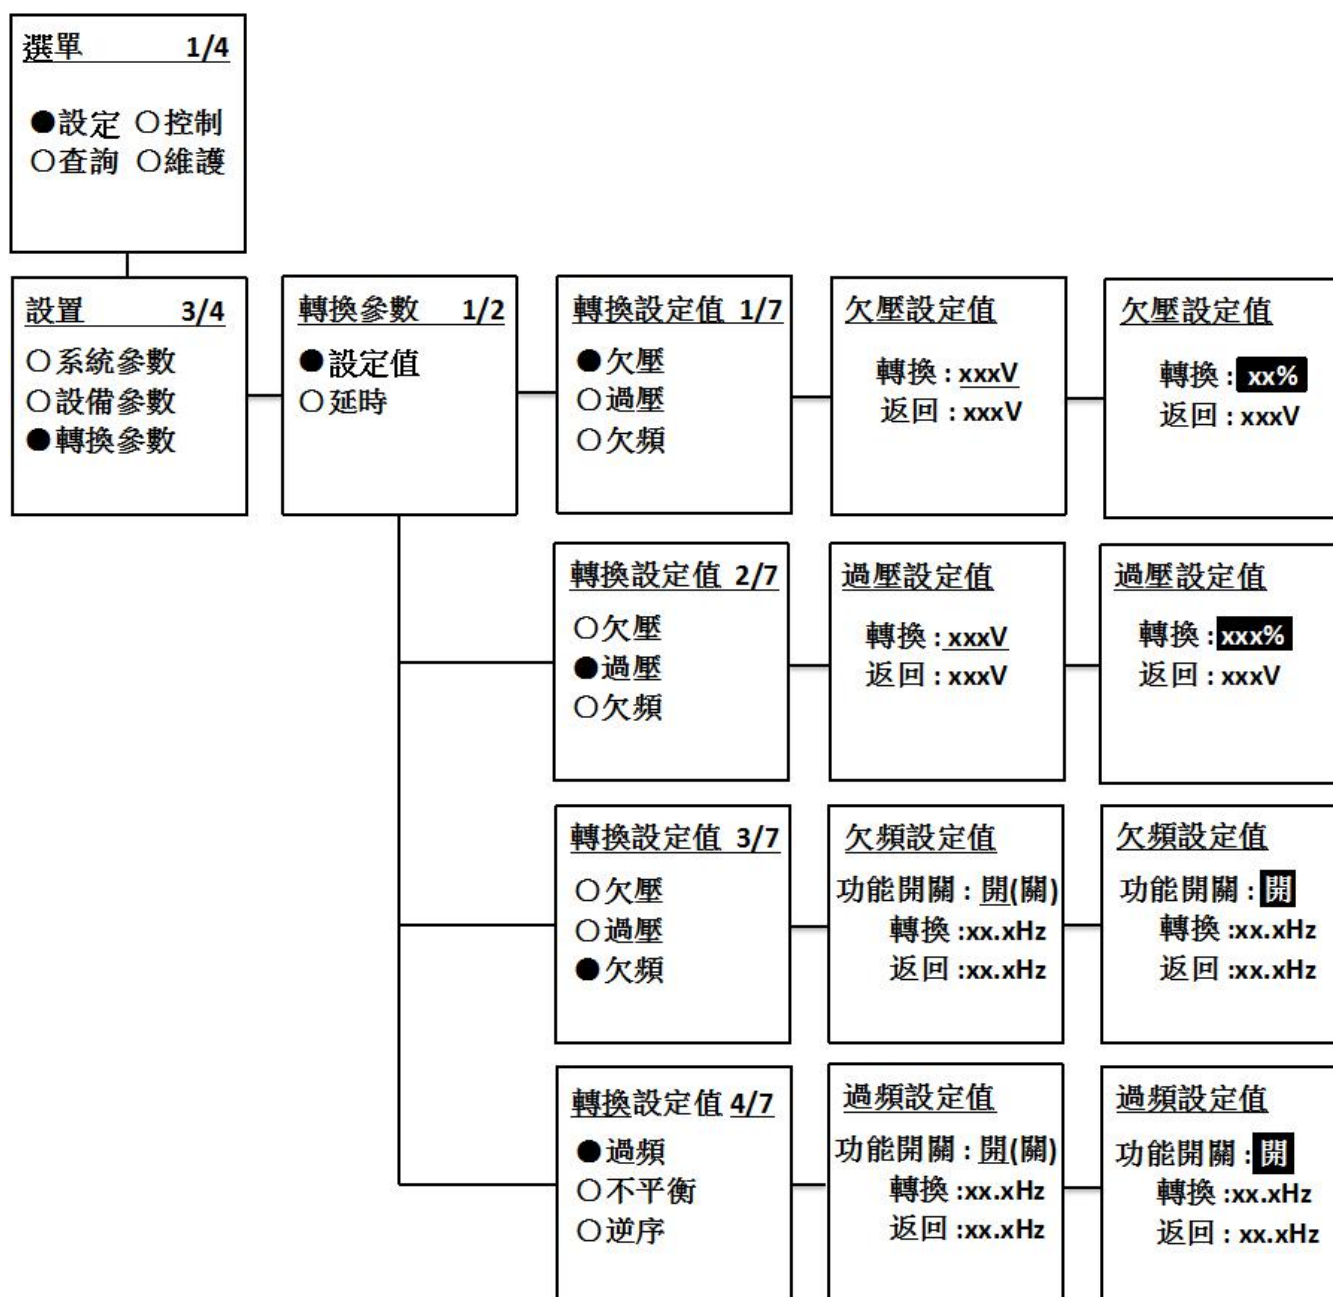 選單 1/4
●設定 ○控制
○查詢 ○維護
設置 3/4
○系統參數
○設備參數
●轉換參數
轉換參數 1/2
●設定值
○延時
轉換設定值 1/7
●欠壓
○過壓
○欠頻
欠壓設定值
轉換 : xxxV
返回 : xxxV
欠壓設定值
轉換 : xx%
返回 : xxxV
轉換設定值 2/7
○欠壓
●過壓
○欠頻
過壓設定值
轉換 : xxxV
返回 : xxxV
過壓設定值
轉換 : xxx%
返回 : xxxV
轉換設定值 3/7
○欠壓
○過壓
●欠頻
欠頻設定值
功能開關 : 開(關)
轉換 :xx.xHz
返回 :xx.xHz
欠頻設定值
功能開關 : 開
轉換 :xx.xHz
返回 :xx.xHz
轉換設定值 4/7
●過頻
○不平衡
○逆序
過頻設定值
功能開關 : 開(關)
轉換 :xx.xHz
返回 :xx.xHz
過頻設定值
功能開關 : 開
轉換 :xx.xHz
返回 : xx.xHz